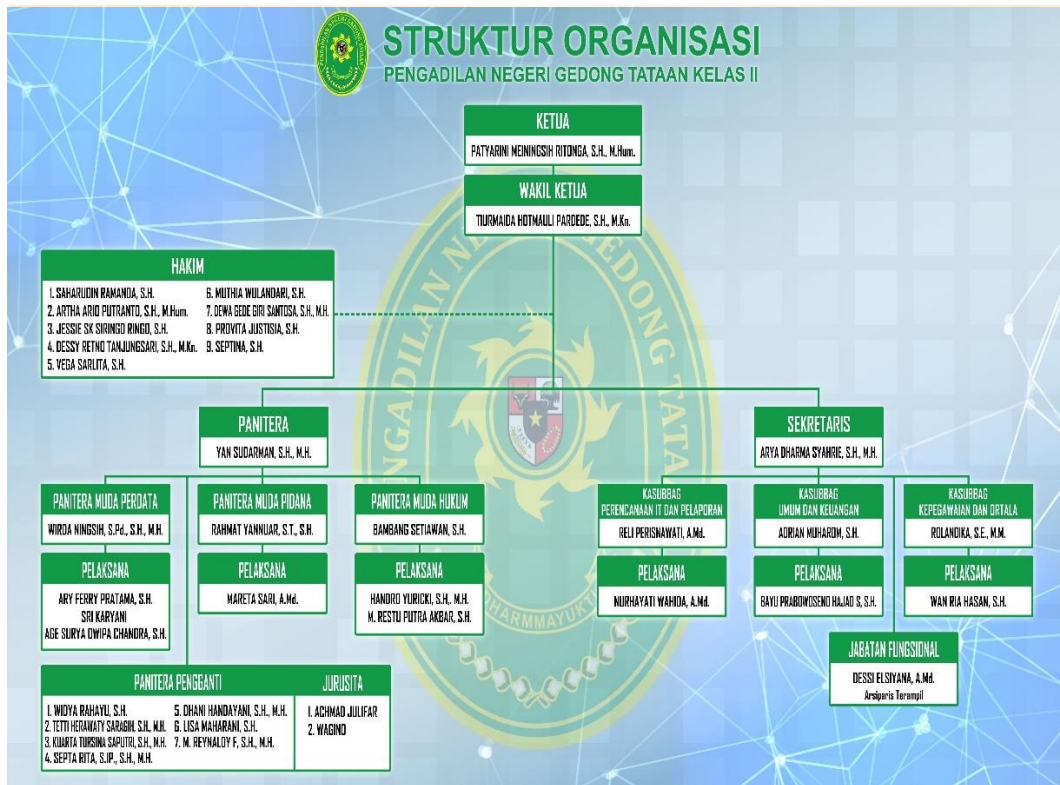 STRUKTUR ORGANISASI
PENGADILAN NEGERI GEDONG TATAAN KELAS II
KETUA
PATYARINI MEININGSIH RITONGA, S.H., M.Hum.
WAKIL KETUA
TIURMAIDA HOTMAULI PARDEDE, S.H., M.Kn.
HAKIM
1. SAHARUDIN RAMANDA, S.H.
2. ARTHA ARIO PUTRANTO, S.H., M.Hum.
3. JESSIE SK SIRINGO RINGO, S.H.
4. DESSY RETNO TANJUNGSARI, S.H., M.Kn.
5. VEGA SARLITA, S.H.
6. MUTHIA WULANDARI, S.H.
7. DEWA GEDE GIRI SANTOSA, S.H., M.H.
8. PROVITA JUSTISIA, S.H.
9. SEPTINA, S.H.
PANITERA
YAN SUDARMAN, S.H., M.H.
SEKRETARIS
ARYA DHARMA SYAHRIE, S.H., M.H.
PANITERA MUDA PERDATA
WIRDA NINGSIH, S.Pd., S.H., M.H.
PANITERA MUDA PIDANA
RAHMAT YANNUAR, S.T., S.H.
PANITERA MUDA HUKUM
BAMBANG SETIAWAN, S.H.
KASUBBAG
PERENCANAAN IT DAN PELAPORAN
RELI PERISNAWATI, A.Md.
KASUBBAG
UMUM DAN KEUANGAN
ADRIAN MUHAROM, S.H.
KASUBBAG
KEPEGAWAIAN DAN ORTALA
ROLANDIKA, S.E., M.M.
PELAKSANA
ARY FERRY PRATAMA, S.H.
SRI KARYANI
AGE SURYA DWIPA CHANDRA, S.H.
PELAKSANA
MARETA SARI, A.Md.
PELAKSANA
HANDRO YURICKI, S.H,. M.H.
M. RESTU PUTRA AKBAR, S.H.
PELAKSANA
NURHAYATI WAHIDA, A.Md.
PELAKSANA
BAYU PRABOWOSENO HAJAD S, S.H.
PELAKSANA
WAN RIA HASAN, S.H.
JABATAN FUNGSIONAL
DESSI ELSIYANA, A.Md.
Arsiparis Terampil
PANITERA PENGGANTI
1. WIDYA RAHAYU, S.H.
2. TETTI HERAWATY SARAGIH, S.H., M.H.
3. KUARTA TURSINA SAPUTRI, S.H., M.H.
4. SEPTA RITA, S.IP., S.H., M.H.
5. DHANI HANDAYANI, S.H., M.H.
6. LISA MAHARANI, S.H.
7. M. REYNALDY F, S.H., M.H.
JURUSITA
1. ACHMAD JULIFAR
2. WAGINO